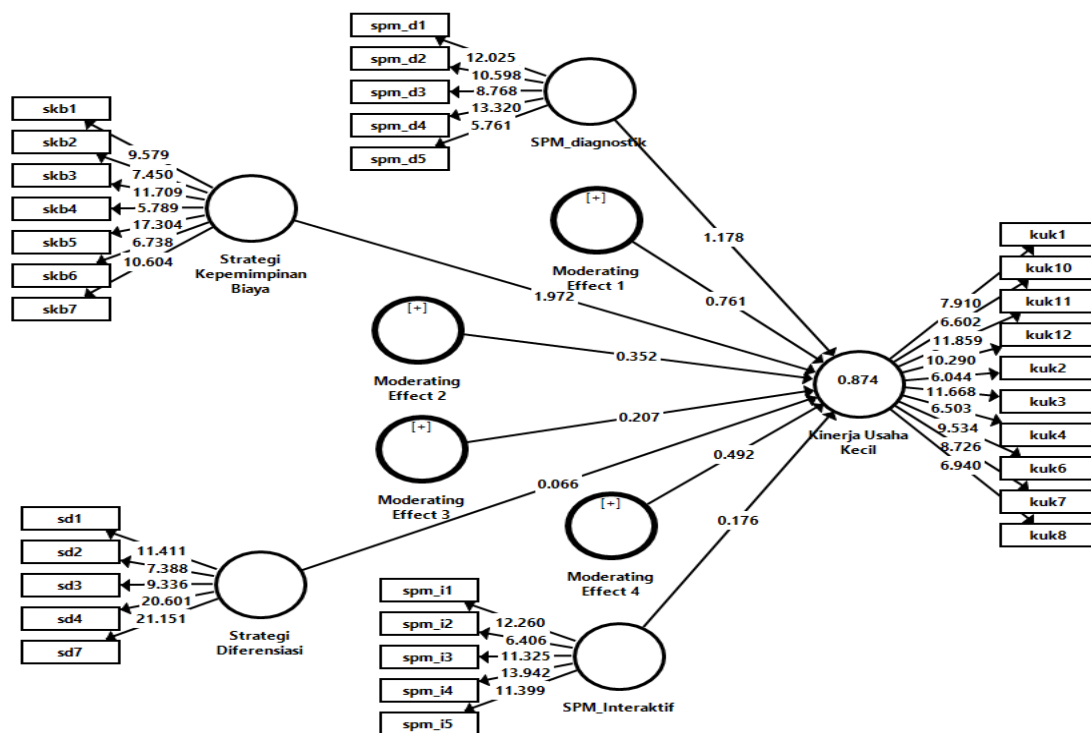 spm_d1
spm_d2
spm_d3
spm_d4
spm_d5
12.025
10.598
8.768
13.320
5.761
SPM_diagnostik
skb1
skb2
skb3
skb4
skb5
skb6
skb7
9.579
7.450
11.709
5.789
17.304
6.738
10.604
Strategi
Kepemimpinan
Biaya
[+]
Moderating
Effect 1
1.178
0.761
1.972
[+]
Moderating
Effect 2
0.352
[+]
Moderating
Effect 3
0.207
0.066
0.492
0.176
[+]
Moderating
Effect 4
0.874
Kinerja Usaha
Kecil
7.910
6.602
11.859
10.290
6.044
11.668
6.503
9.534
8.726
6.940
kuk1
kuk10
kuk11
kuk12
kuk2
kuk3
kuk4
kuk6
kuk7
kuk8
sd1
sd2
sd3
sd4
sd7
11.411
7.388
9.336
20.601
21.151
Strategi
Diferensiasi
spm_i1
spm_i2
spm_i3
spm_i4
spm_i5
12.260
6.406
11.325
13.942
11.399
SPM_Interaktif